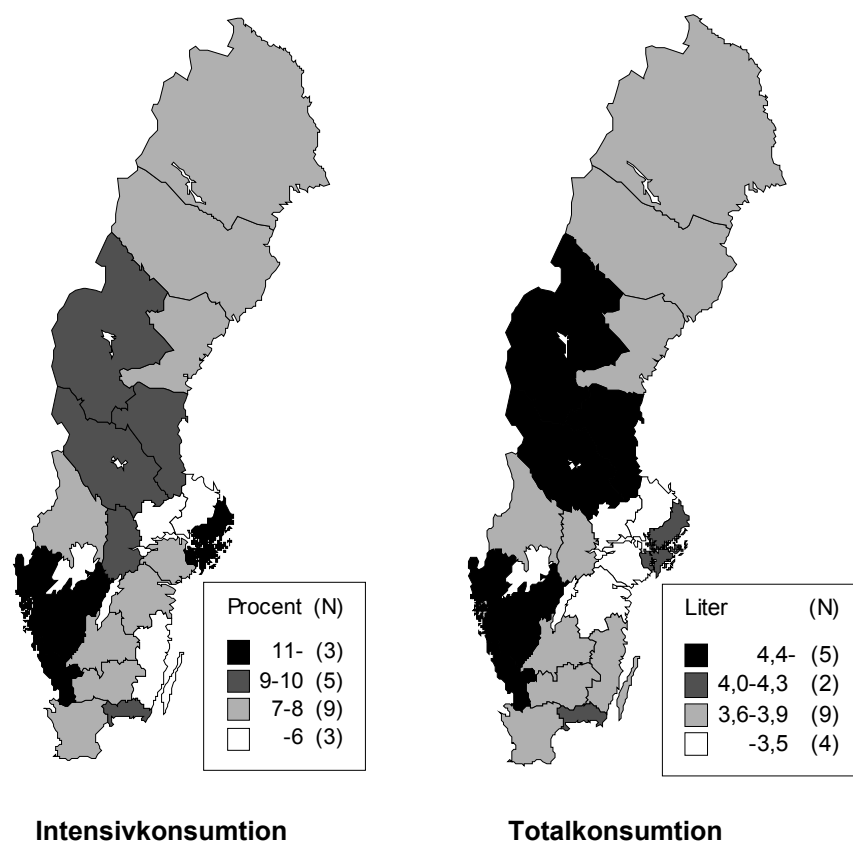 Procent (N)
11- (3)
9-10 (5)
7-8 (9)
-6 (3)
Liter (N)
4,4- (5)
4,0-4,3 (2)
3,6-3,9 (9)
-3,5 (4)
Intensivkonsumtion
Totalkonsumtion